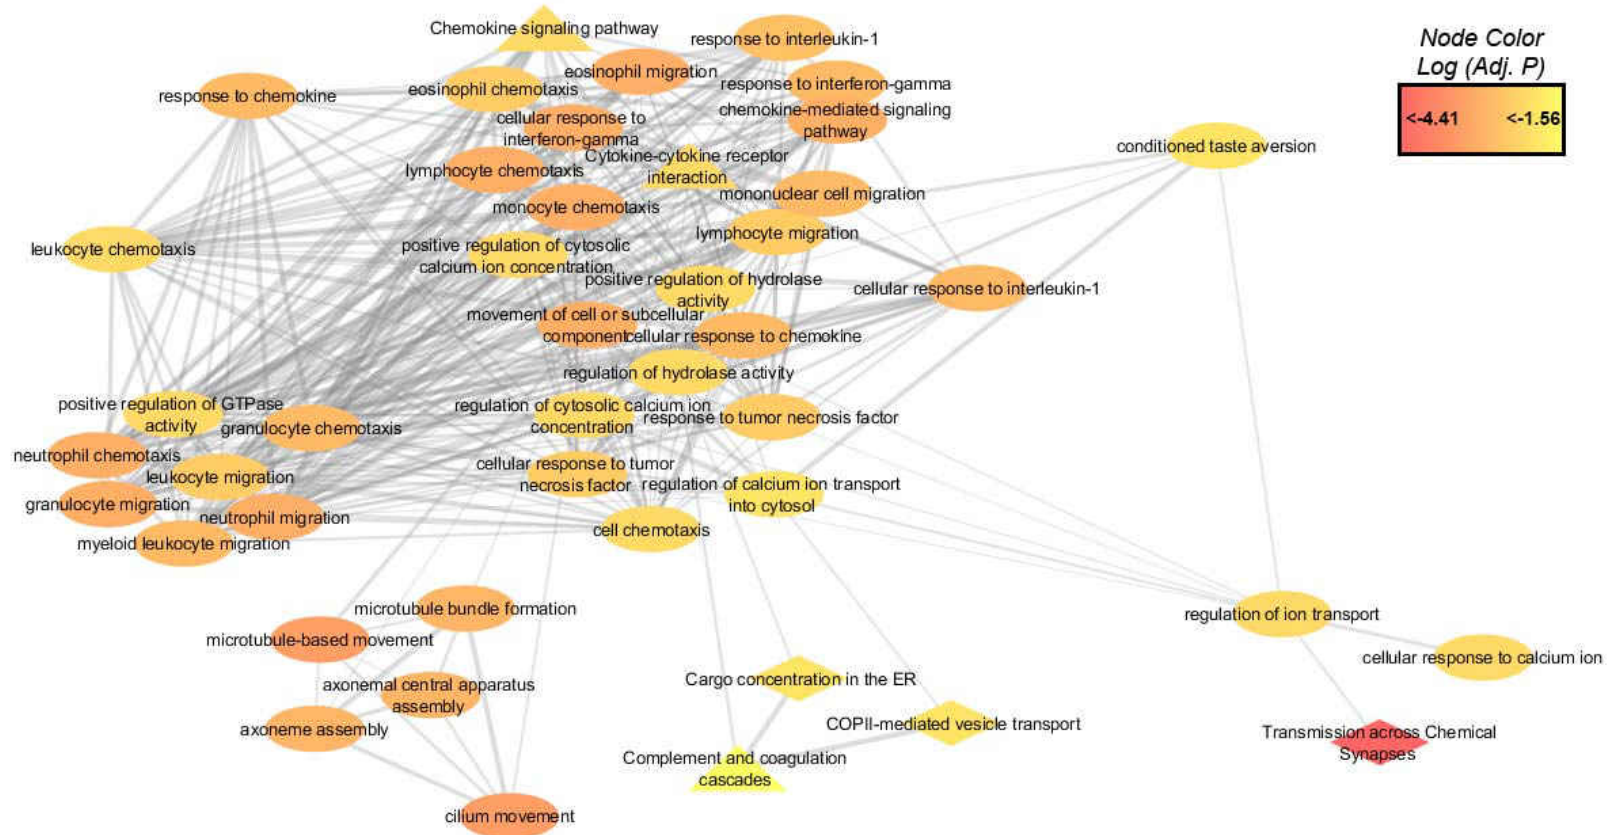 Chemokine signaling pathway
response to interleukin-1
Node Color
Log (Adj. P)
<-4.41
<-1.56
eosinophil migration
response to interferon-gamma
response to chemokine
eosinophil chemotaxis
chemokine-mediated signaling
pathway
cellular response to
interferon-gamma
conditioned taste aversion
Cytokine-cytokine receptor
interaction
lymphocyte chemotaxis
mononuclear cell migration
monocyte chemotaxis
lymphocyte migration
leukocyte chemotaxis
positive regulation of cytosolic
calcium ion concentration
positive regulation of hydrolase
activity
cellular response to interleukin-1
movement of cell or subcellular
component
cellular response to chemokine
regulation of hydrolase activity
positive regulation of GTPase
activity
granulocyte chemotaxis
regulation of cytosolic calcium ion
concentration
response to tumor necrosis factor
neutrophil chemotaxis
leukocyte migration
cellular response to tumor
necrosis factor
regulation of calcium ion transport
into cytosol
granulocyte migration
neutrophil migration
cell chemotaxis
myeloid leukocyte migration
microtubule bundle formation
regulation of ion transport
microtubule-based movement
cellular response to calcium ion
Cargo concentration in the ER
axonemal central apparatus
assembly
COPII-mediated vesicle transport
axoneme assembly
Transmission across Chemical
Synapses
Complement and coagulation
cascades
cilium movement